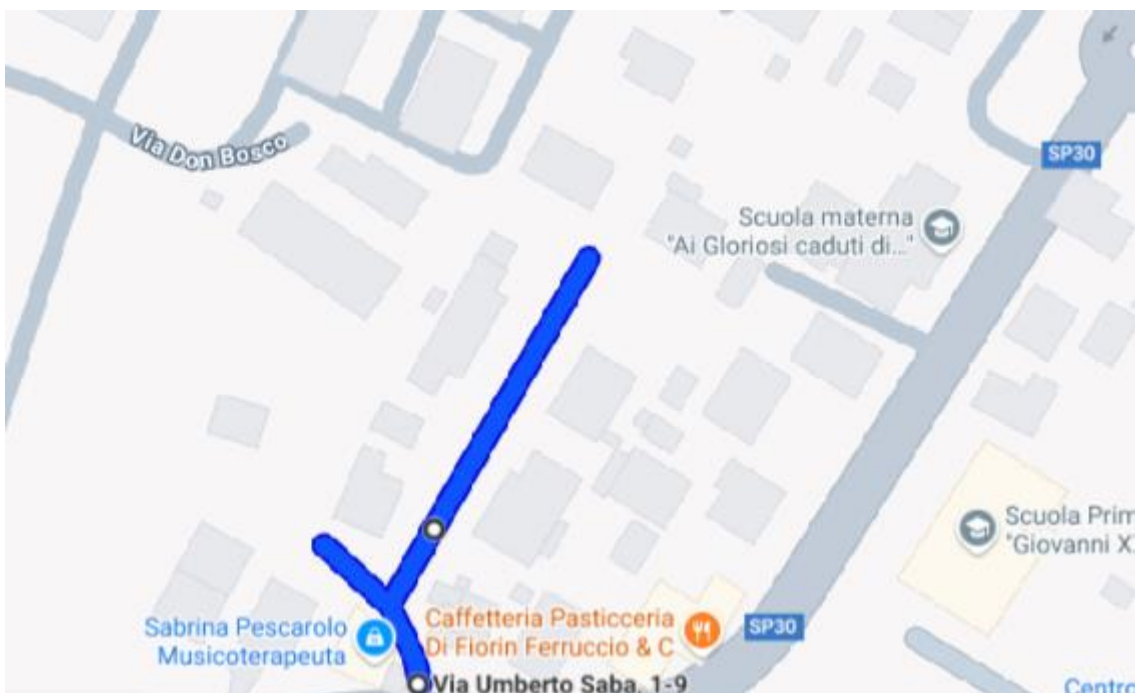 Via Don Bosco
SP30
Scuola materna
"Ai Gloriosi caduti di..."
Scuola Prim
"Giovanni X
Sabrina Pescarolo
Musicoterapeuta
Caffetteria Pasticceria
Di Fiorin Ferruccio & C
SP30
Via Umberto Saba, 1-9
Centro